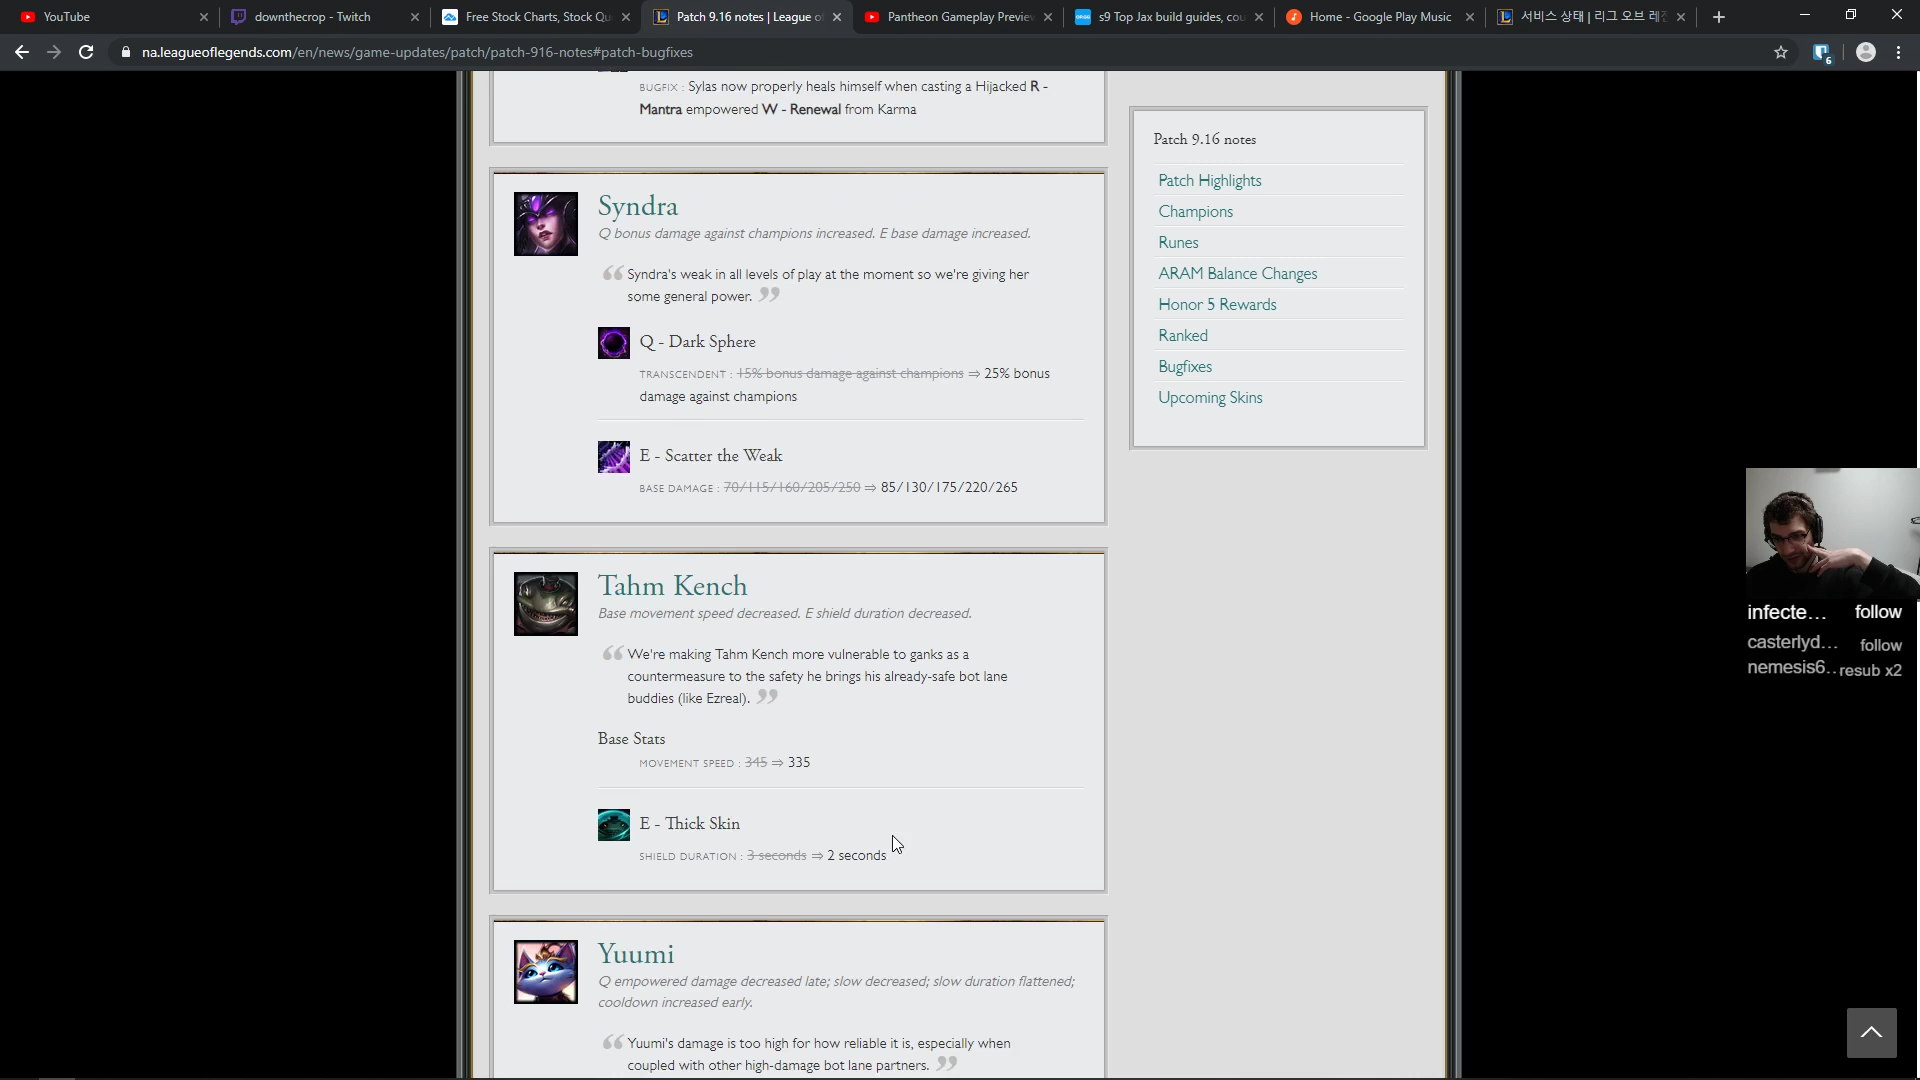 YouTube
downthecrop - Twitch
Free Stock Charts, Stock Qu
Patch 9.16 notes | League o
Pantheon Gameplay Preview
s9 Top Jax build guides, cou
Home - Google Play Music
서비스 상태 | 리그 오브 레전
na.leagueoflegends.com/en/news/game-updates/patch/patch-916-notes#patch-bugfixes
6
BUGFIX : Sylas now properly heals himself when casting a Hijacked R -
Mantra empowered W - Renewal from Karma
Syndra
Q bonus damage against champions increased. E base damage increased.
Syndra's weak in all levels of play at the moment so we're giving her
some general power.
Q - Dark Sphere
TRANSCENDENT : 15% bonus damage against champions ⇒ 25% bonus
damage against champions
E - Scatter the Weak
BASE DAMAGE : 70/115/160/205/250 ⇒ 85/130/175/220/265
Tahm Kench
Base movement speed decreased. E shield duration decreased.
We're making Tahm Kench more vulnerable to ganks as a
countermeasure to the safety he brings his already-safe bot lane
buddies (like Ezreal).
Base Stats
MOVEMENT SPEED : 345 ⇒ 335
E - Thick Skin
SHIELD DURATION : 3 seconds ⇒ 2 seconds
Yuumi
Q empowered damage decreased late; slow decreased; slow duration flattened;
cooldown increased early.
Yuumi's damage is too high for how reliable it is, especially when
coupled with other high-damage bot lane partners.
Patch 9.16 notes
Patch Highlights
Champions
Runes
ARAM Balance Changes
Honor 5 Rewards
Ranked
Bugfixes
Upcoming Skins
infecte... follow
casterlyd... follow
nemesis6.. resub x2